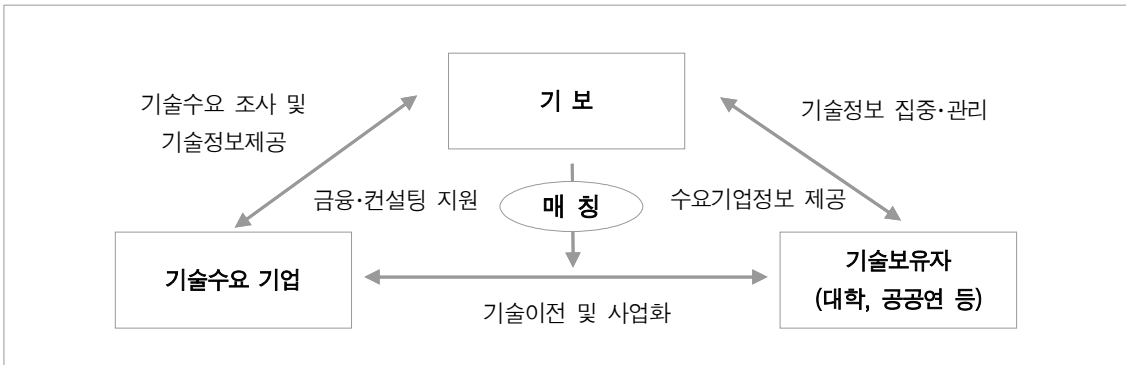 기 보
기술수요 조사 및
기술정보제공
기술정보 집중·관리
금융·컨설팅 지원
매 칭
수요기업정보 제공
기술수요 기업
기술보유자
(대학, 공공연 등)
기술이전 및 사업화